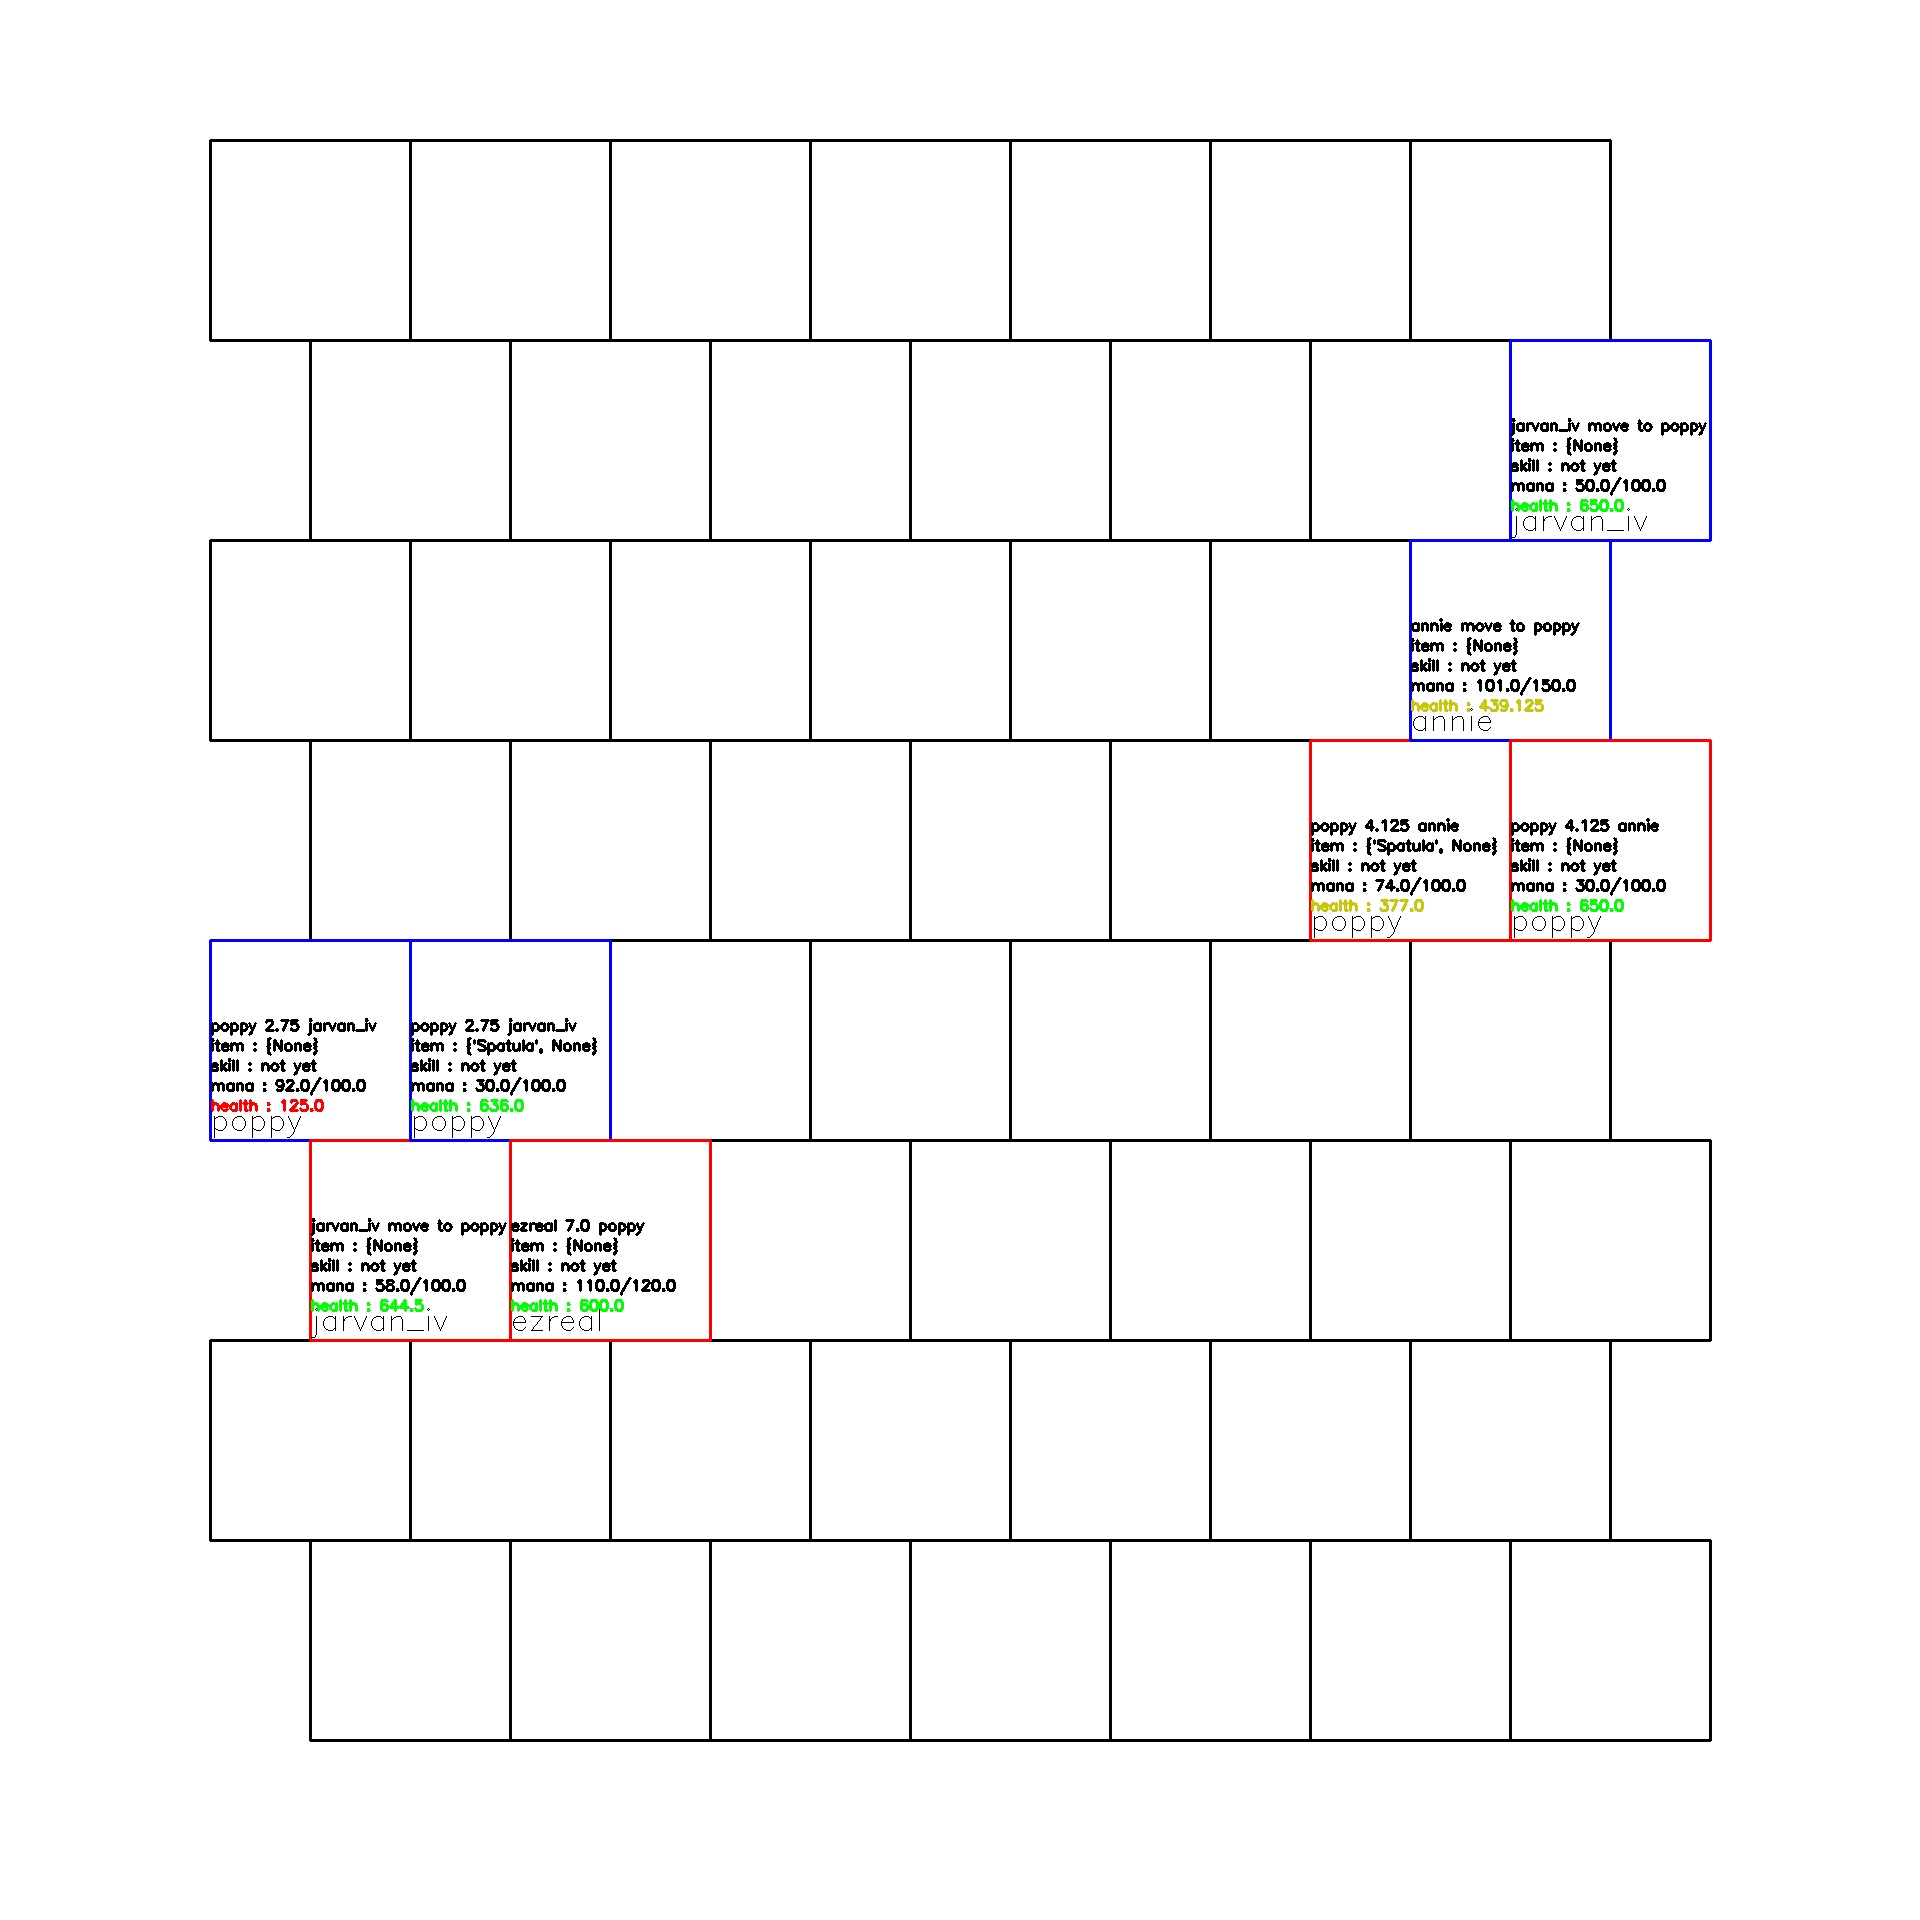 jarvan_iv move to poppy
item : {None}
skill : not yet
mana : 50.0/100.0
health : 650.0
jarvan_iv
annie move to poppy
item : {None}
skill : not yet
mana : 101.0/150.0
health : 439.125
annie
poppy 4.125 annie
item : {'Spatula', None}
skill : not yet
mana : 74.0/100.0
health : 377.0
poppy
poppy 4.125 annie
item : {None}
skill : not yet
mana : 30.0/100.0
health : 650.0
poppy
poppy 2.75 jarvan_iv
item : {None}
skill : not yet
mana : 92.0/100.0
health : 125.0
poppy
poppy 2.75 jarvan_iv
item : {'Spatula', None}
skill : not yet
mana : 30.0/100.0
health : 636.0
poppy
jarvan_iv move to poppy
item : {None}
skill : not yet
mana : 58.0/100.0
health : 644.5
jarvan_iv
ezreal 7.0 poppy
item : {None}
skill : not yet
mana : 110.0/120.0
health : 600.0
ezreal